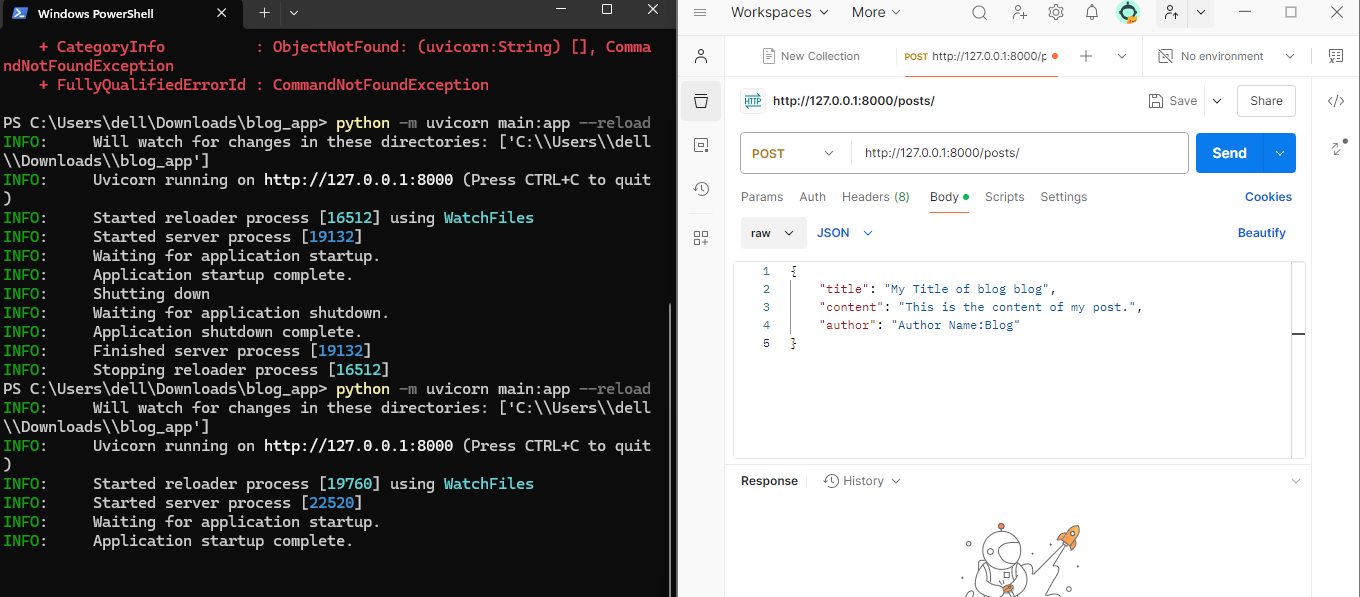 Windows PowerShell
+ CategoryInfo          : ObjectNotFound: (uvicorn:String) [], Comma
ndNotFoundException
+ FullyQualifiedErrorId : CommandNotFoundException
PS C:\Users\dell\Downloads\blog_app> python -m uvicorn main:app --reload
INFO:     Will watch for changes in these directories: ['C:\\Users\\dell
\\Downloads\\blog_app']
INFO:     Uvicorn running on http://127.0.0.1:8000 (Press CTRL+C to quit
)
INFO:     Started reloader process [16512] using WatchFiles
INFO:     Started server process [19132]
INFO:     Waiting for application startup.
INFO:     Application startup complete.
INFO:     Shutting down
INFO:     Waiting for application shutdown.
INFO:     Application shutdown complete.
INFO:     Finished server process [19132]
INFO:     Stopping reloader process [16512]
PS C:\Users\dell\Downloads\blog_app> python -m uvicorn main:app --reload
INFO:     Will watch for changes in these directories: ['C:\\Users\\dell
\\Downloads\\blog_app']
INFO:     Uvicorn running on http://127.0.0.1:8000 (Press CTRL+C to quit
)
INFO:     Started reloader process [19760] using WatchFiles
INFO:     Started server process [22520]
INFO:     Waiting for application startup.
INFO:     Application startup complete.
Workspaces More
New Collection POST http://127.0.0.1:8000/p No environment
HTTP http://127.0.0.1:8000/posts/ Save Share
POST http://127.0.0.1:8000/posts/ Send
Params Auth Headers (8) Body Scripts Settings Cookies
raw JSON Beautify
1 {
2 "title": "My Title of blog blog",
3 "content": "This is the content of my post.",
4 "author": "Author Name:Blog"
5 }
Response History